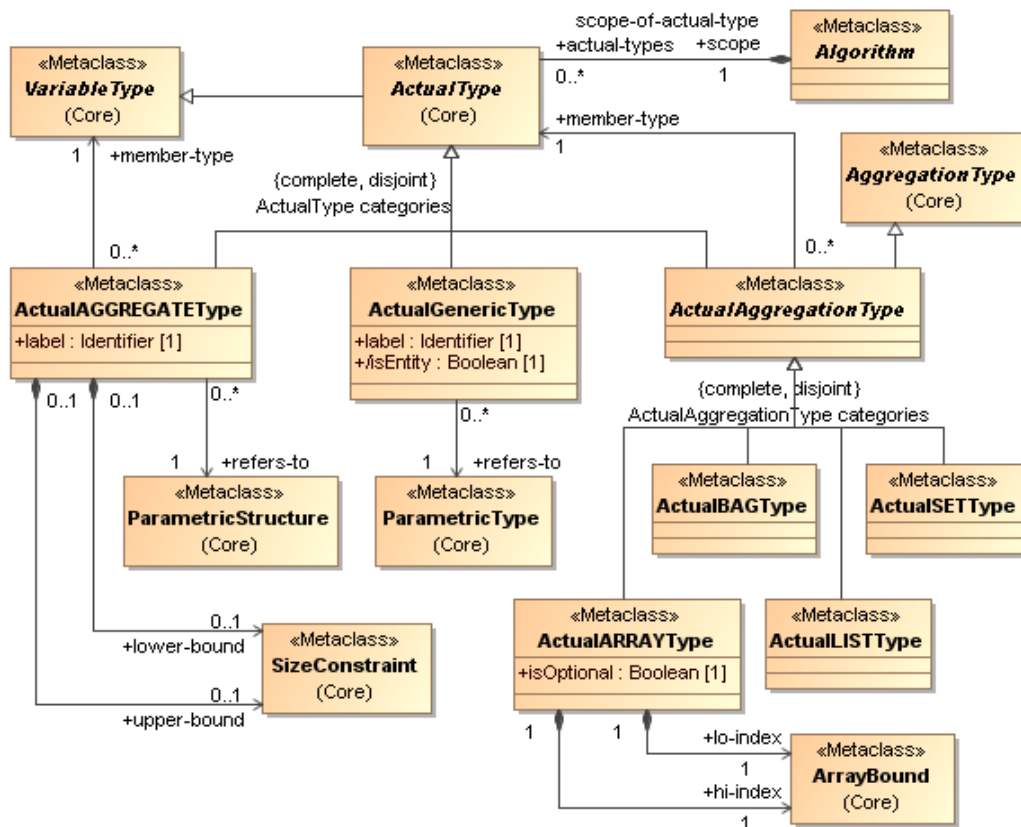 scope-of-actual-type
+actual-types
+scope
0..*
1
«Metaclass»
VariableType
(Core)
«Metaclass»
ActualType
(Core)
«Metaclass»
Algorithm
1
+member-type
+member-type
1
«Metaclass»
AggregationType
(Core)
{complete, disjoint}
ActualType categories
0..*
0..*
«Metaclass»
ActualAGGREGATEType
+label : Identifier [1]
«Metaclass»
ActualGenericType
+label : Identifier [1]
+/isEntity : Boolean [1]
«Metaclass»
ActualAggregationType
0..1
0..1
0..*
0..*
{complete, disjoint}
ActualAggregationType categories
1
+refers-to
1
+refers-to
«Metaclass»
ParametricStructure
(Core)
«Metaclass»
ParametricType
(Core)
«Metaclass»
ActualBAGType
«Metaclass»
ActualSETType
0..1
+lower-bound
0..1
+upper-bound
«Metaclass»
SizeConstraint
(Core)
«Metaclass»
ActualARRAYType
+isOptional : Boolean [1]
«Metaclass»
ActualLISTType
1
1
+lo-index
1
+hi-index
1
«Metaclass»
ArrayBound
(Core)